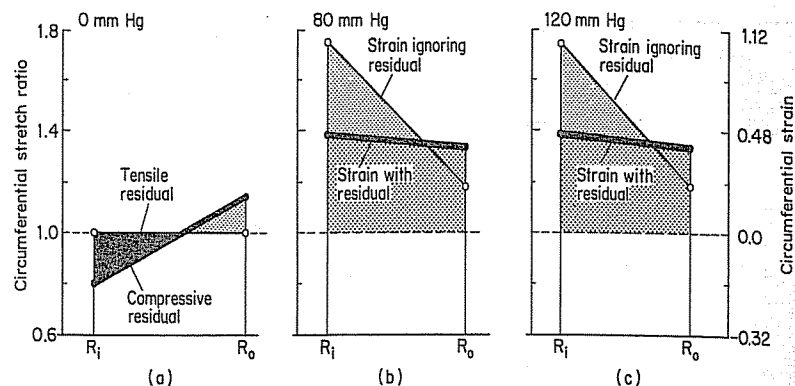 0 mm Hg
80 mm Hg
120 mm Hg
Circumferential stretch ratio
1.8
1.4
1.0
0.6
Tensile
residual
Compressive
residual
Strain ignoring
residual
Strain with
residual
Strain ignoring
residual
Strain with
residual
1.12
0.48
0.0
-0.32
Circumferential strain
Ri
Ro
Ri
Ro
Ri
Ro
(a)
(b)
(c)